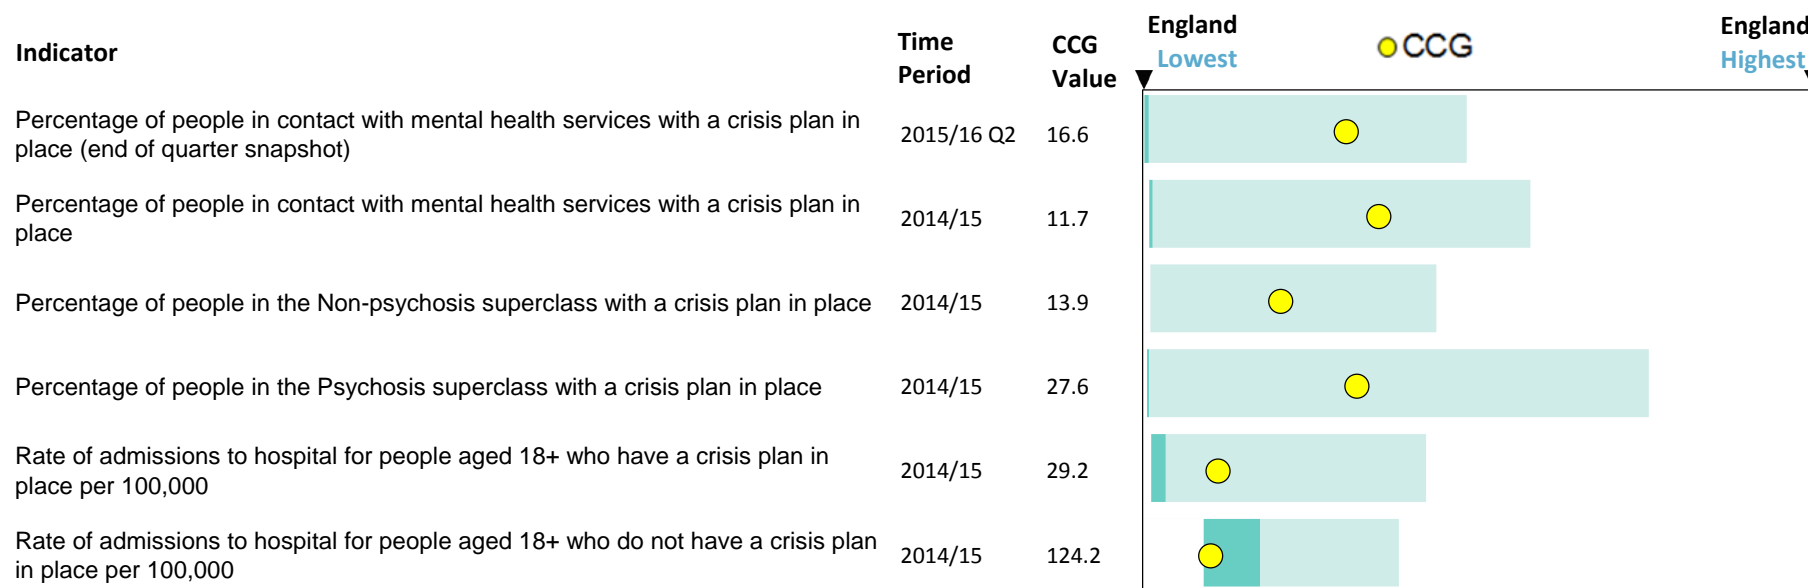 Indicator
Time
Period
CCG
Value
England
Lowest
CCG
England
Highest
Percentage of people in contact with mental health services with a crisis plan in
place (end of quarter snapshot)
2015/16 Q2
16.6
Percentage of people in contact with mental health services with a crisis plan in
place
2014/15
11.7
Percentage of people in the Non-psychosis superclass with a crisis plan in place
2014/15
13.9
Percentage of people in the Psychosis superclass with a crisis plan in place
2014/15
27.6
Rate of admissions to hospital for people aged 18+ who have a crisis plan in
place per 100,000
2014/15
29.2
Rate of admissions to hospital for people aged 18+ who do not have a crisis plan
in place per 100,000
2014/15
124.2